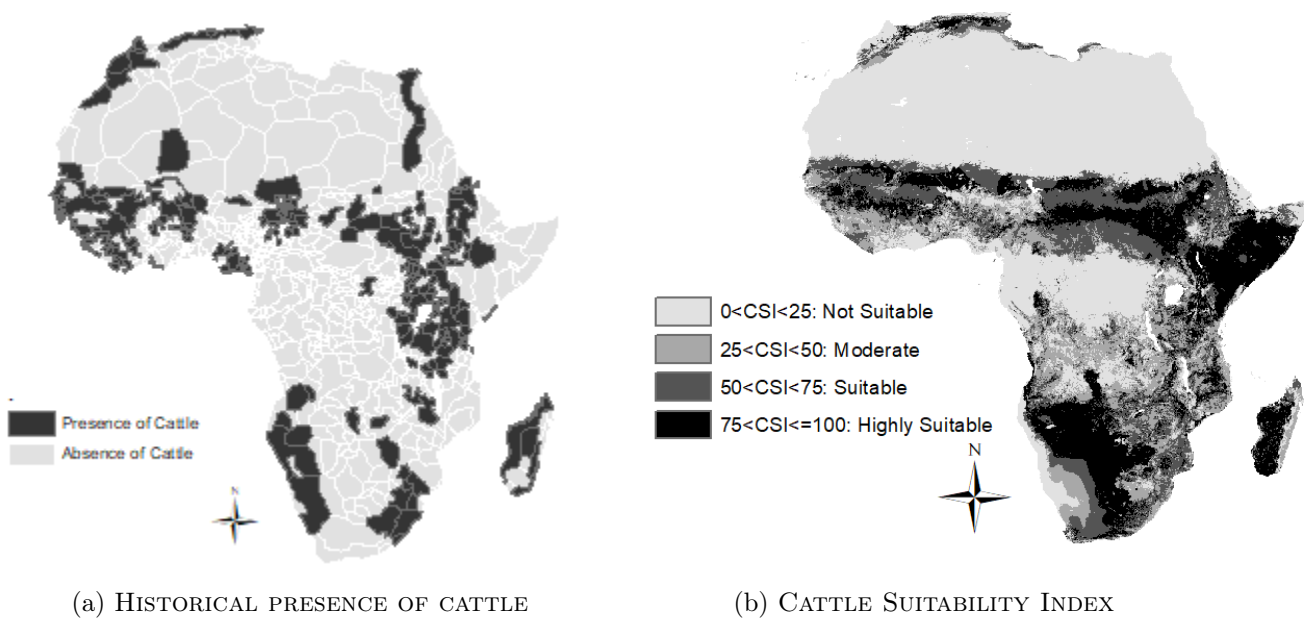 Presence of Cattle
Absence of Cattle
N
(a) Historical presence of cattle
0<CSI<25: Not Suitable
25<CSI<50: Moderate
50<CSI<75: Suitable
75<CSI<=100: Highly Suitable
N
(b) Cattle Suitability Index